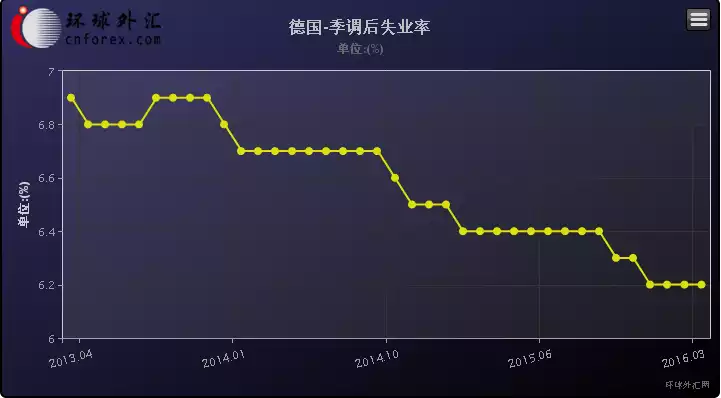 环球外汇
cnforex.com
德国-季调后失业率
单位:(%)
单位:(%)
7
6.8
6.6
6.4
6.2
6
2013.04
2014.01
2014.10
2015.06
2016.03
环球外汇网